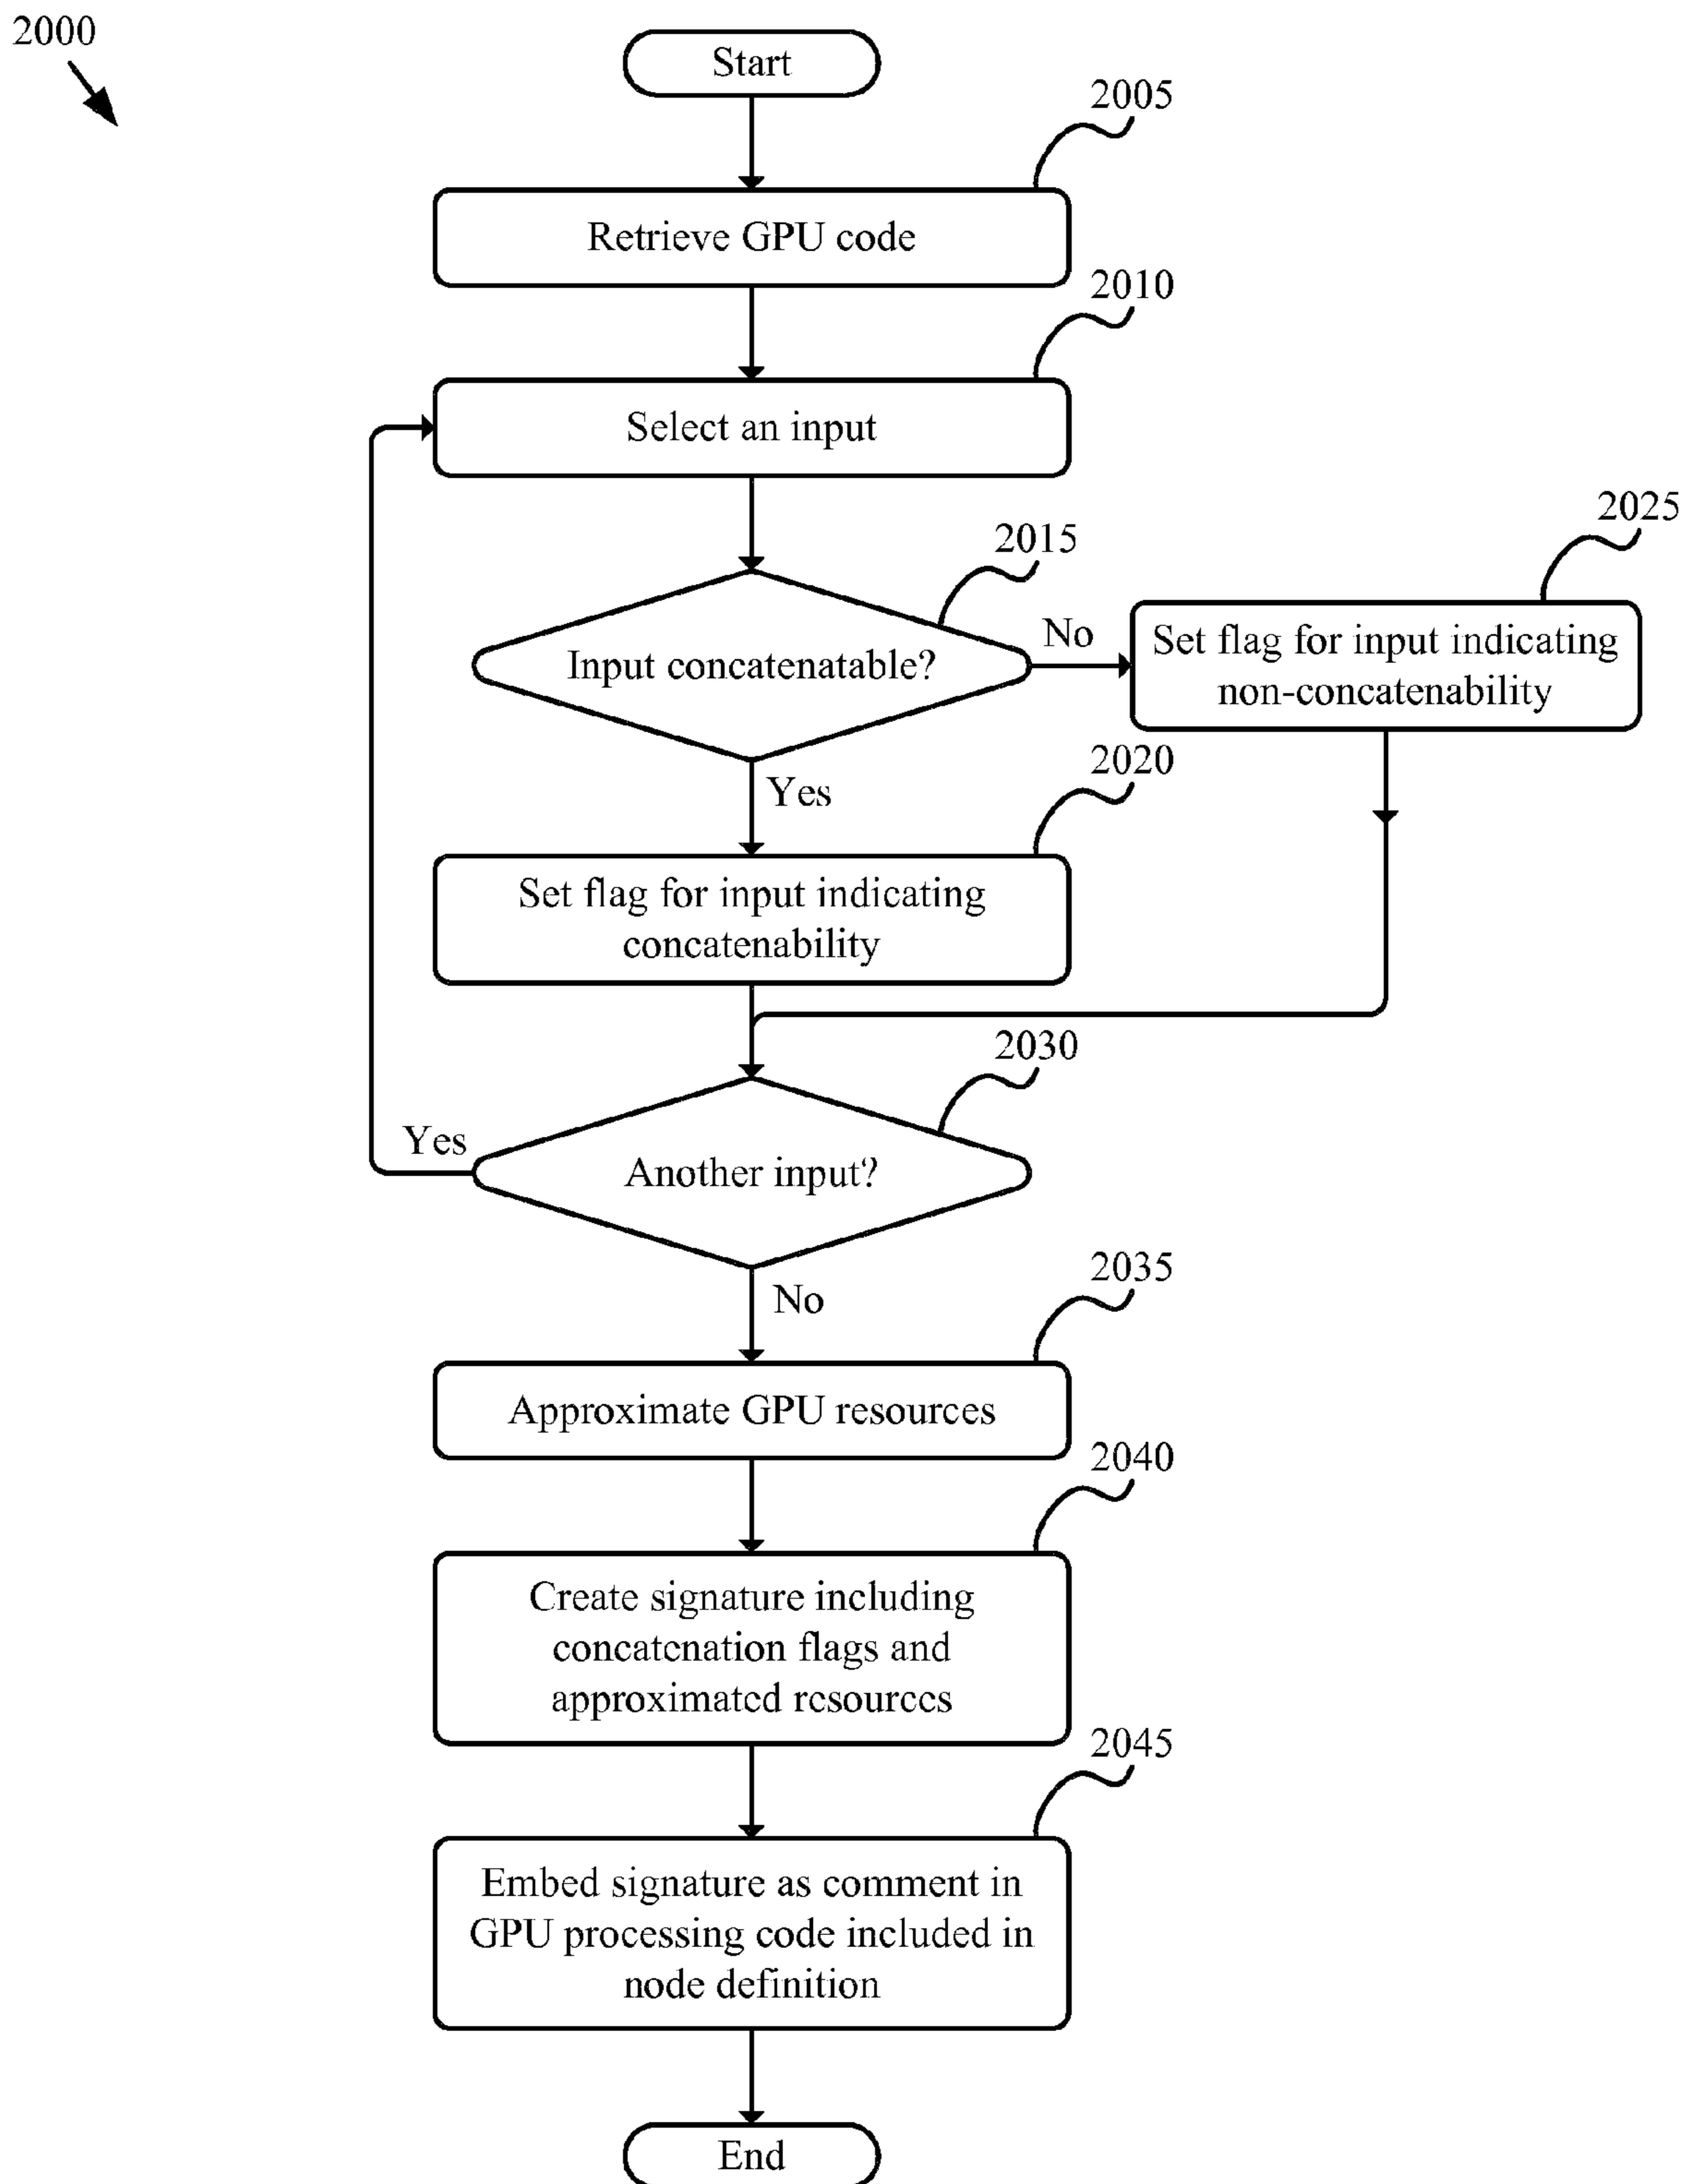 2000
Start
2005
Retrieve GPU code
2010
Select an input
2015
2025
Input concatenatable?
No
Set flag for input indicating
non-concatenability
Yes
2020
Set flag for input indicating
concatenability
2030
Yes
Another input?
No
2035
Approximate GPU resources
2040
Create signature including
concatenation flags and
approximated resources
2045
Embed signature as comment in
GPU processing code included in
node definition
End